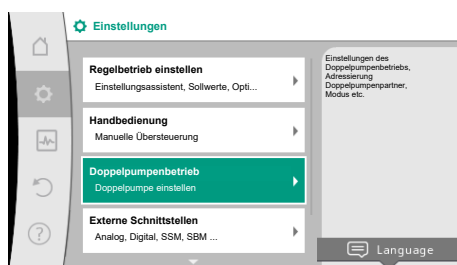 Einstellungen
Regelbetrieb einstellen
Einstellungsassistent, Sollwerte, Opti...
Handbedienung
Manuelle Übersteuerung
Doppelpumpenbetrieb
Doppelpumpe einstellen
Externe Schnittstellen
Analog, Digital, SSM, SBM ...
Einstellungen des
Doppelpumpenbetriebs,
Adressierung
Doppelpumpenpartner,
Modus etc.
Language